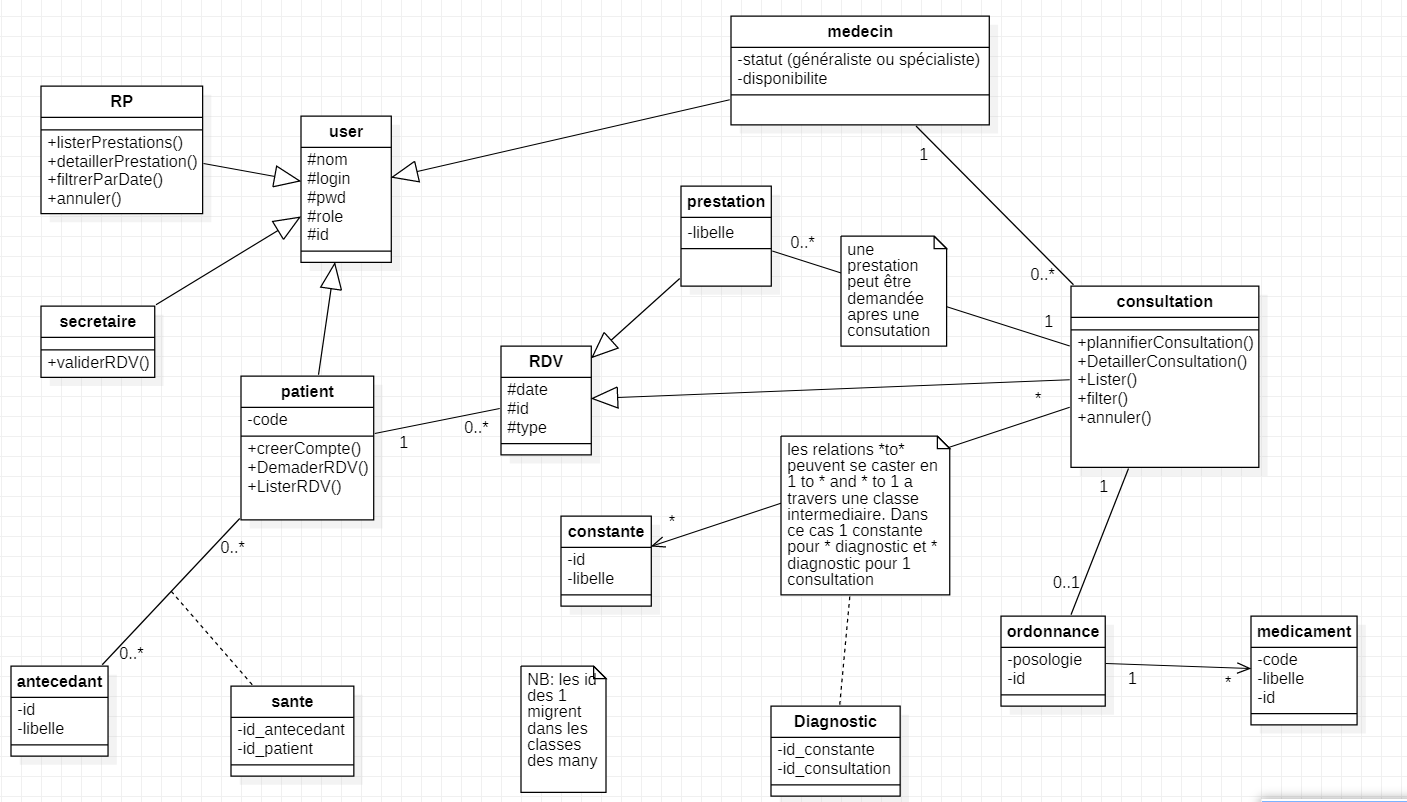 medecin
-statut (généraliste ou spécialiste)
-disponibilite
RP
+listerPrestations()
+detaillerPrestation()
+filtrerParDate()
+annuler()
user
#nom
#login
#pwd
#role
#id
1
prestation
-libelle
0..*
une
prestation
peut être
demandée
apres une
consutation
0..*
1
consultation
+plannifierConsultation()
+DetaillerConsultation()
+Lister()
+filter()
+annuler()
secretaire
+validerRDV()
RDV
#date
#id
#type
patient
-code
+creerCompte()
+DemaderRDV()
+ListerRDV()
1
0..*
*
les relations *to*
peuvent se caster en
1 to * and * to 1 a
travers une classe
intermediaire. Dans
ce cas 1 constante
pour * diagnostic et *
diagnostic pour 1
consultation
1
*
constante
-id
-libelle
0..*
0..1
ordonnance
-posologie
-id
1
*
medicament
-code
-libelle
-id
0..*
antecedant
-id
-libelle
sante
-id_antecedant
-id_patient
NB: les id
des 1
migrent
dans les
classes
des many
Diagnostic
-id_constante
-id_consultation